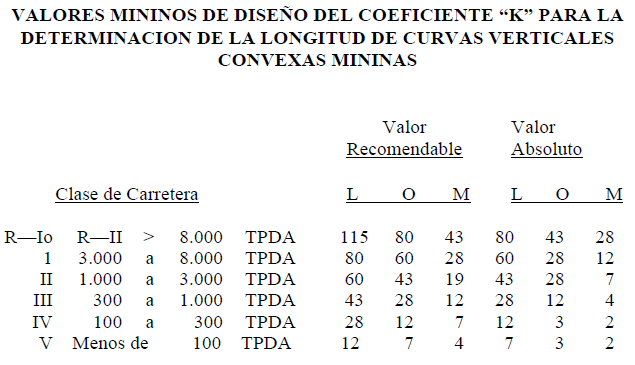 VALORES MININOS DE DISEÑO DEL COEFICIENTE “K” PARA LA
DETERMINACION DE LA LONGITUD DE CURVAS VERTICALES
CONVEXAS MININAS
Valor Valor
Recomendable Absoluto
Clase de Carretera L O M L O M
R—Io R—II > 8.000 TPDA 115 80 43 80 43 28
1 3.000 a 8.000 TPDA 80 60 28 60 28 12
II 1.000 a 3.000 TPDA 60 43 19 43 28 7
III 300 a 1.000 TPDA 43 28 12 28 12 4
IV 100 a 300 TPDA 28 12 7 12 3 2
V Menos de 100 TPDA 12 7 4 7 3 2